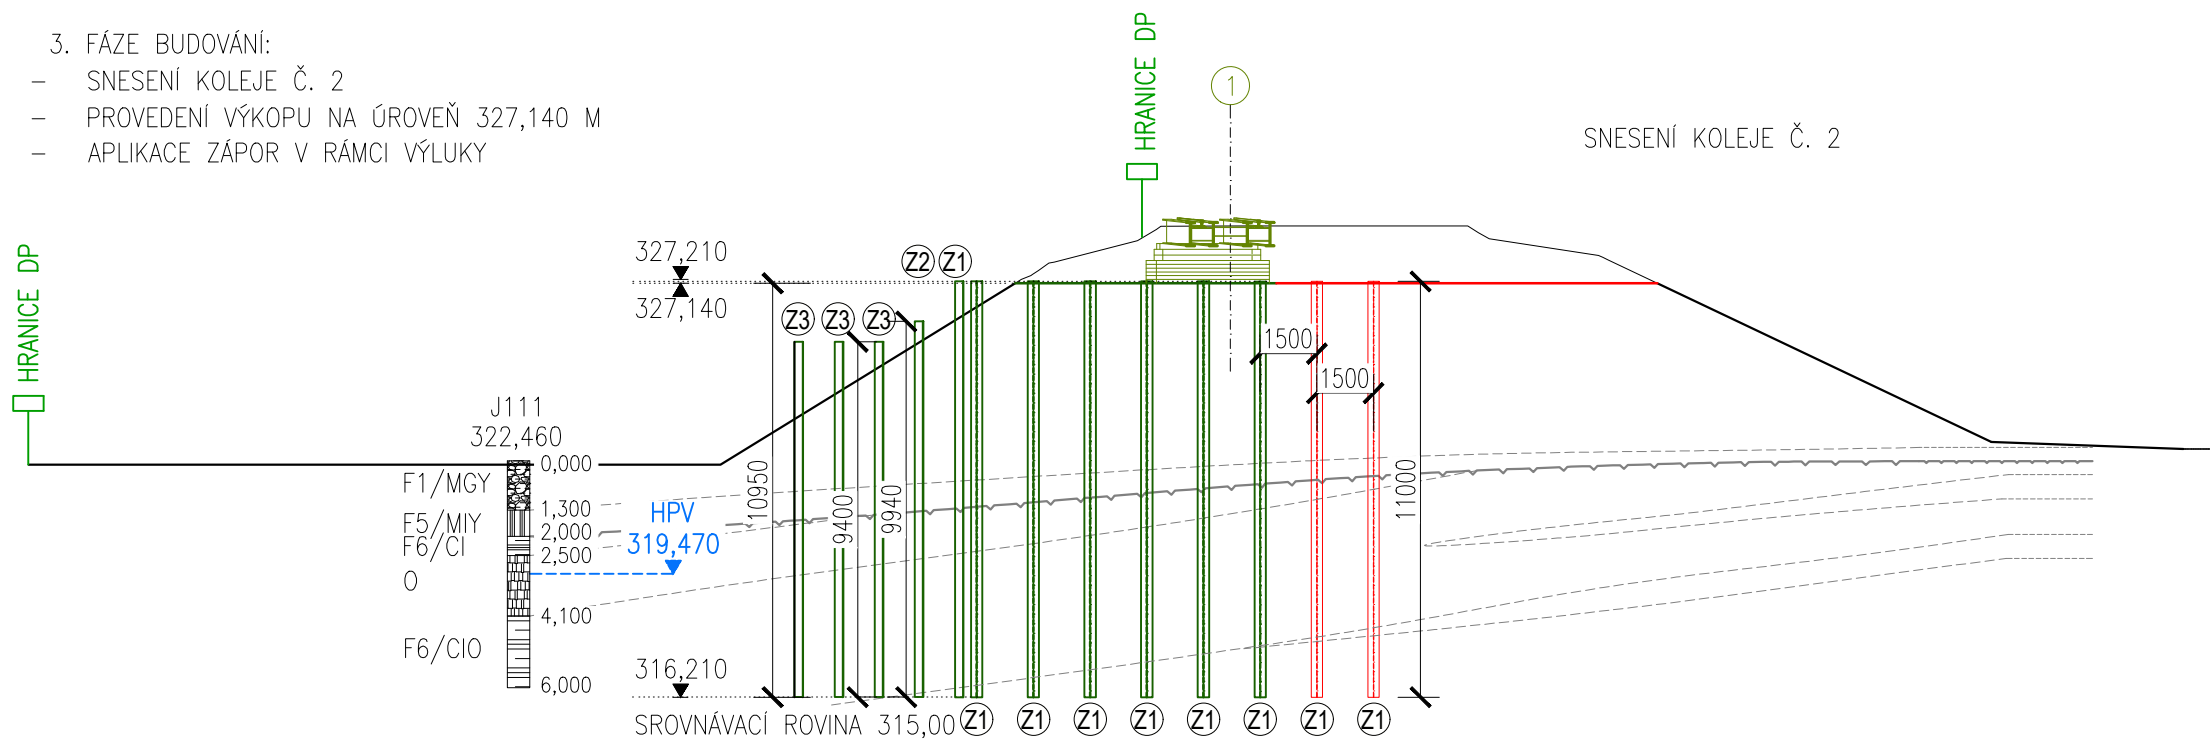 3. FÁZE BUDOVÁNÍ:
– SNESENÍ KOLEJE Č. 2
– PROVEDENÍ VÝKOPU NA ÚROVEŇ 327,140 M
– APLIKACE ZÁPOR V RÁMCI VÝLUKY
HRANICE DP
1
SNESENÍ KOLEJE Č. 2
HRANICE DP
327,210
327,140
Z2 Z1
Z3 Z3 Z3
1500
1500
J111
322,460
0,000
F1/MGY
1,300
F5/MIY
2,000
F6/CI
2,500
O
4,100
F6/CIO
6,000
HPV
319,470
10950
9400
9940
11000
316,210
SROVNÁVACÍ ROVINA 315,00
Z1 Z1 Z1 Z1 Z1 Z1 Z1 Z1